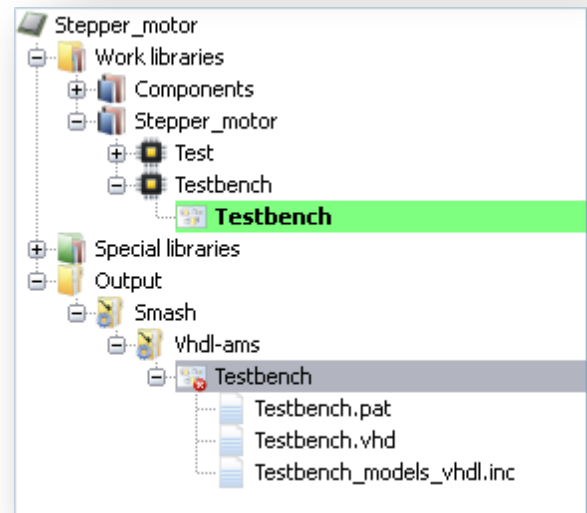 Stepper_motor
Work libraries
Components
Stepper_motor
Test
Testbench
Testbench
Special libraries
Output
Smash
Vhdl-ams
Testbench
Testbench.pat
Testbench.vhd
Testbench_models_vhdl.inc